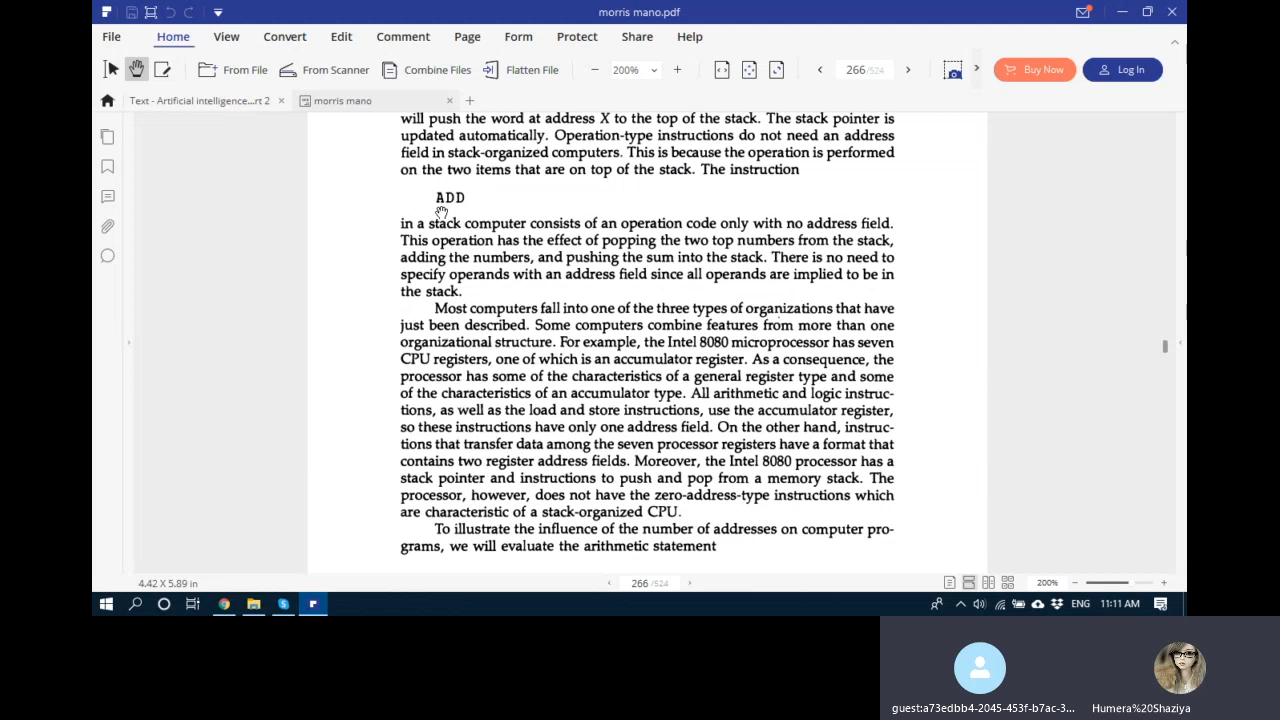 morris mano.pdf
File Home View Convert Edit Comment Page Form Protect Share Help
From File From Scanner Combine Files Flatten File 200% 266 /524 Buy Now Log In
Text - Artificial intelligence...rt 2 morris mano
will push the word at address X to the top of the stack. The stack pointer is
updated automatically. Operation-type instructions do not need an address
field in stack-organized computers. This is because the operation is performed
on the two items that are on top of the stack. The instruction
ADD
in a stack computer consists of an operation code only with no address field.
This operation has the effect of popping the two top numbers from the stack,
adding the numbers, and pushing the sum into the stack. There is no need to
specify operands with an address field since all operands are implied to be in
the stack.
Most computers fall into one of the three types of organizations that have
just been described. Some computers combine features from more than one
organizational structure. For example, the Intel 8080 microprocessor has seven
CPU registers, one of which is an accumulator register. As a consequence, the
processor has some of the characteristics of a general register type and some
of the characteristics of an accumulator type. All arithmetic and logic instruc-
tions, as well as the load and store instructions, use the accumulator register,
so these instructions have only one address field. On the other hand, instruc-
tions that transfer data among the seven processor registers have a format that
contains two register address fields. Moreover, the Intel 8080 processor has a
stack pointer and instructions to push and pop from a memory stack. The
processor, however, does not have the zero-address-type instructions which
are characteristic of a stack-organized CPU.
To illustrate the influence of the number of addresses on computer pro-
grams, we will evaluate the arithmetic statement
4.42 X 5.89 in 266 /524 200%
ENG 11:11 AM
guest:a73edbb4-2045-453f-b7ac-3... Humera%20Shaziya